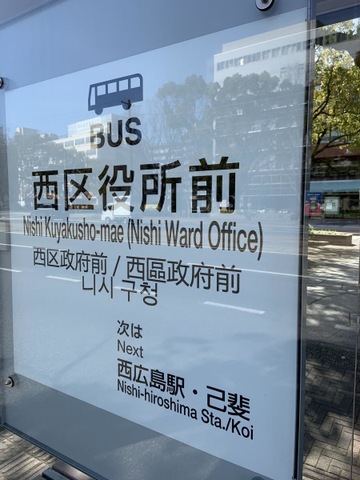 BUS
西区役所前
Nishi Kuyakusho-mae (Nishi Ward Office)
西区政府前 / 西區政府前
니시 구청
次は
Next
西広島駅・己斐
Nishi-hiroshima Sta./Koi